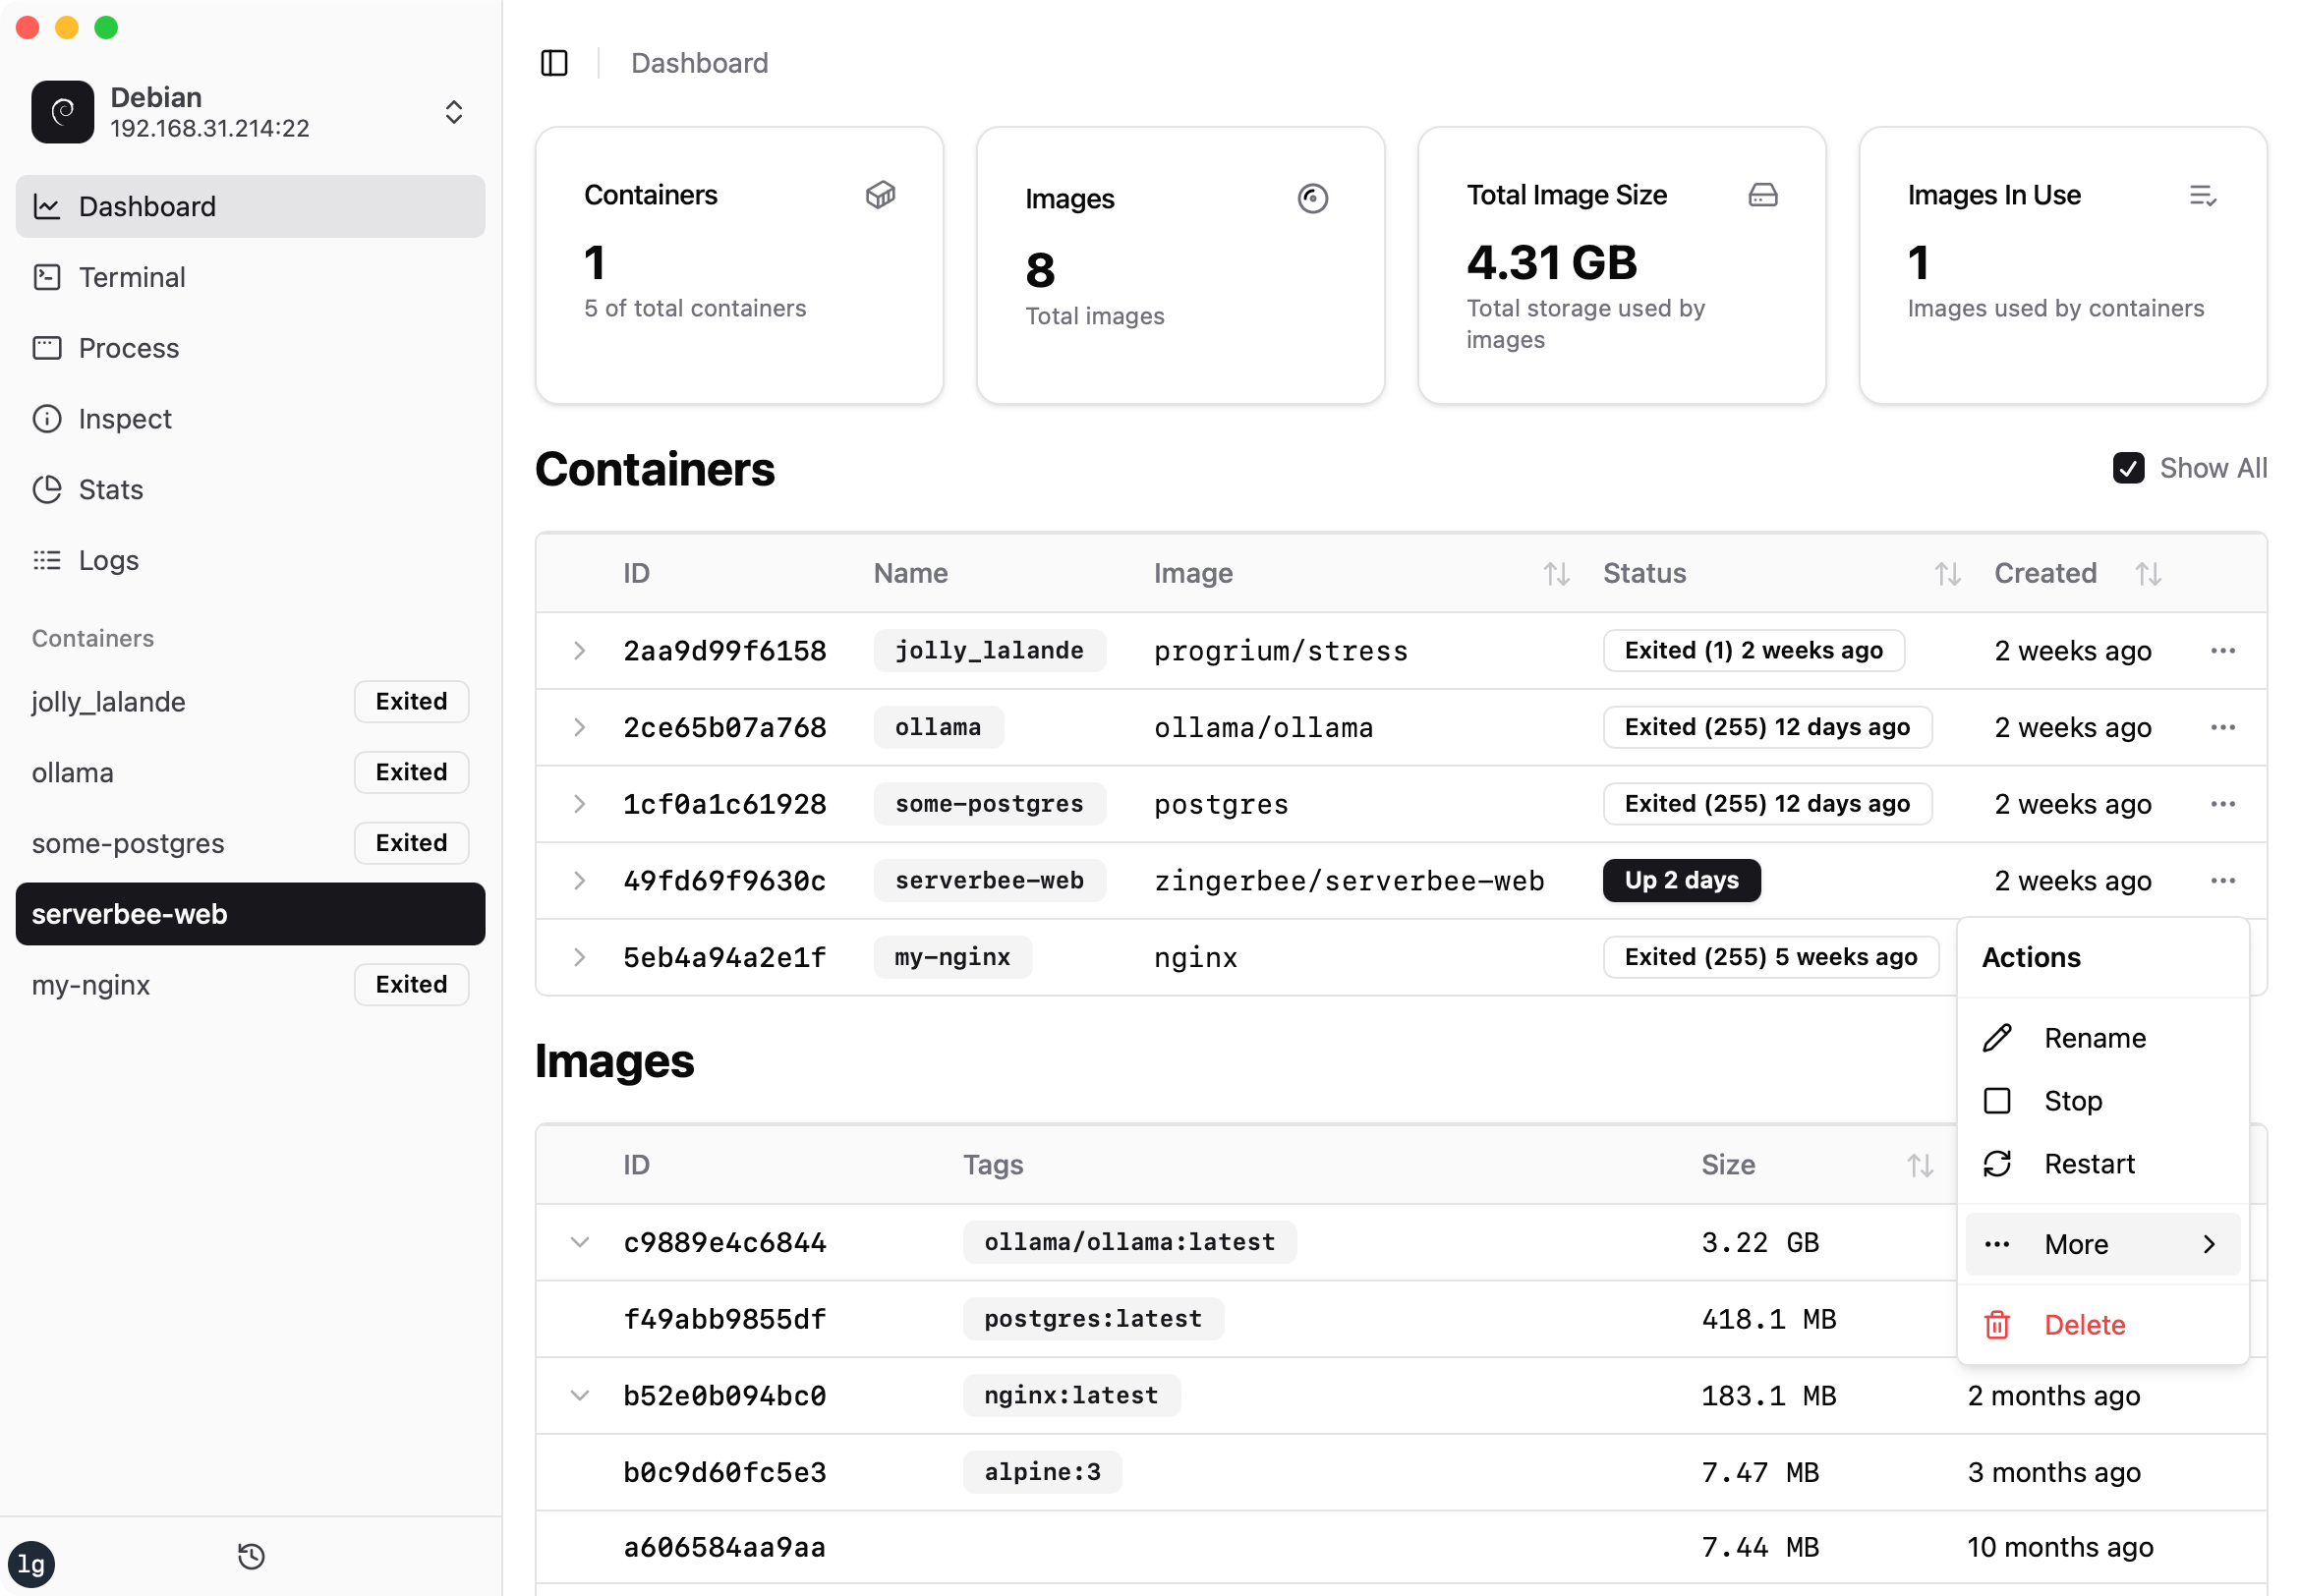 Debian
192.168.31.214:22
Dashboard
Terminal
Process
Inspect
Stats
Logs
Containers
jolly_lalande Exited
ollama Exited
some-postgres Exited
serverbee-web
my-nginx Exited
lg
Dashboard
Containers
1
5 of total containers
Images
8
Total images
Total Image Size
4.31 GB
Total storage used by
images
Images In Use
1
Images used by containers
Containers Show All
ID Name Image Status Created
2aa9d99f6158 jolly_lalande progrium/stress Exited (1) 2 weeks ago 2 weeks ago
2ce65b07a768 ollama ollama/ollama Exited (255) 12 days ago 2 weeks ago
1cf0a1c61928 some-postgres postgres Exited (255) 12 days ago 2 weeks ago
49fd69f9630c serverbee-web zingerbee/serverbee-web Up 2 days 2 weeks ago
5eb4a94a2e1f my-nginx nginx Exited (255) 5 weeks ago
Actions
Rename
Stop
Restart
More
Delete
Images
ID Tags Size
c9889e4c6844 ollama/ollama:latest 3.22 GB
f49abb9855df postgres:latest 418.1 MB
b52e0b094bc0 nginx:latest 183.1 MB 2 months ago
b0c9d60fc5e3 alpine:3 7.47 MB 3 months ago
a606584aa9aa 7.44 MB 10 months ago